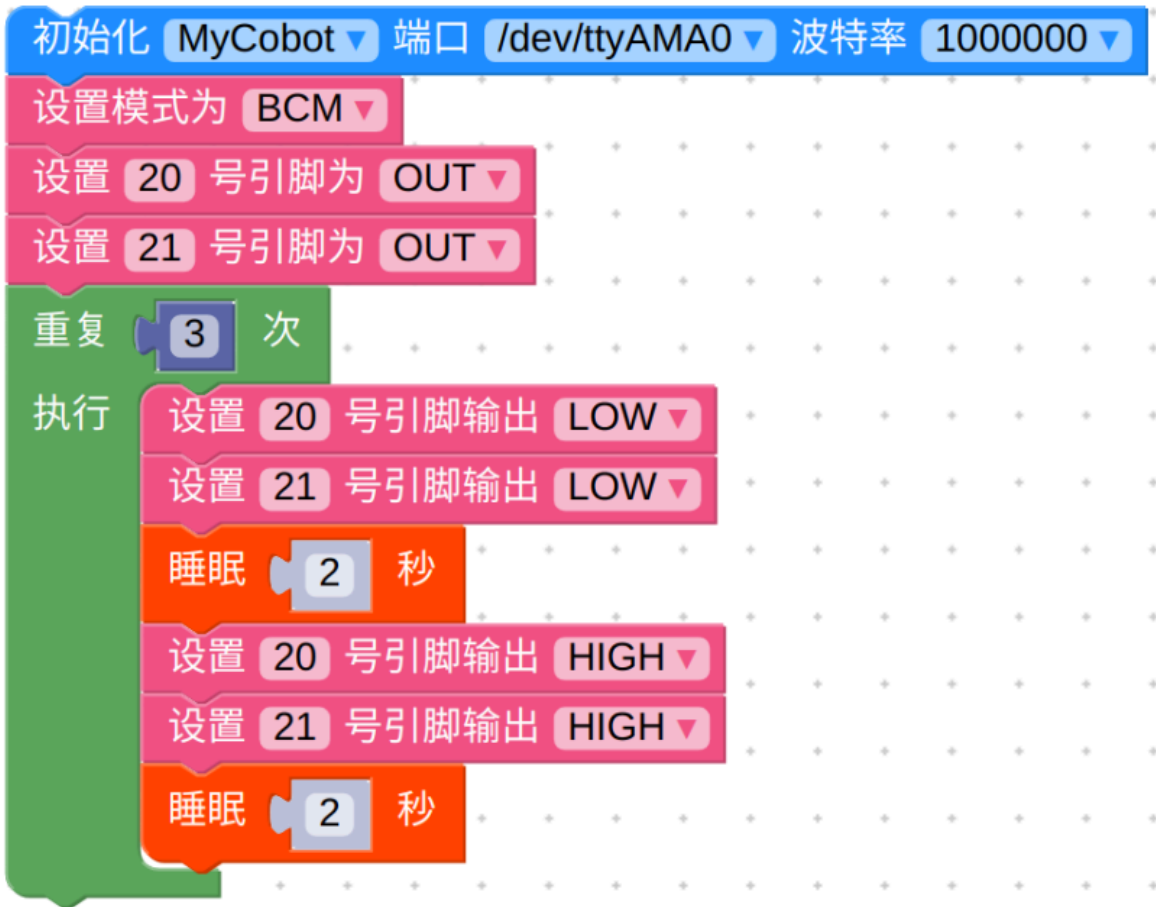 初始化 MyCobot 端口 /dev/ttyAMA0 波特率 1000000
设置模式为 BCM
设置 20 号引脚为 OUT
设置 21 号引脚为 OUT
重复 3 次
执行 设置 20 号引脚输出 LOW
设置 21 号引脚输出 LOW
睡眠 2 秒
设置 20 号引脚输出 HIGH
设置 21 号引脚输出 HIGH
睡眠 2 秒